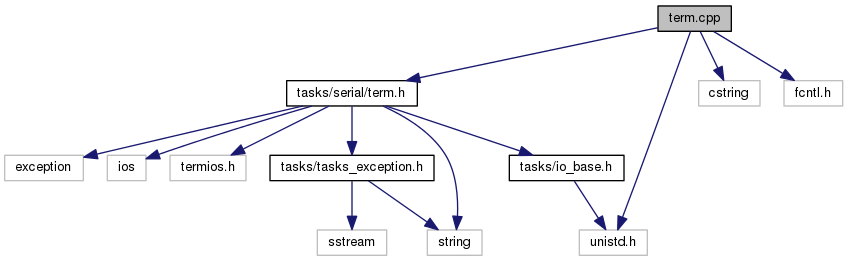 term.cpp
tasks/serial/term.h
cstring
fcntl.h
exception
ios
termios.h
tasks/tasks_exception.h
tasks/io_base.h
sstream
string
unistd.h